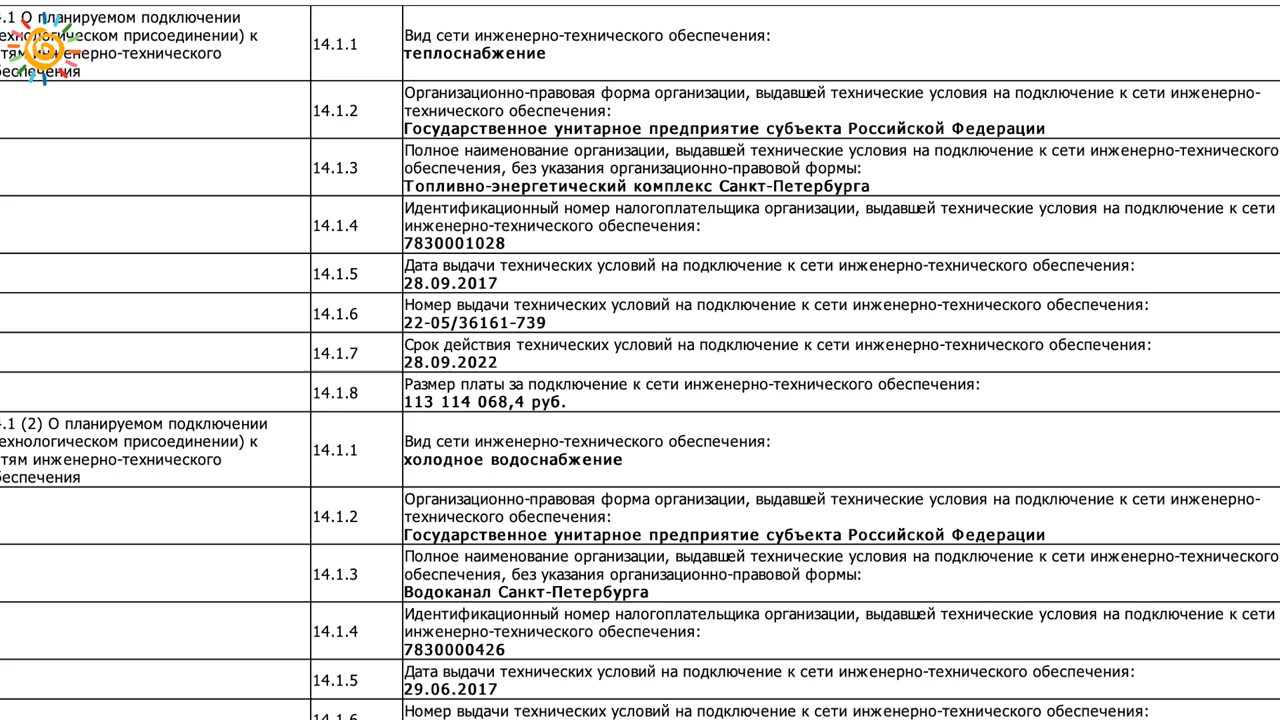 .1 О планируемом подключении
ехнологическом присоединении) к
тям инженерно-технического
беспечения
14.1.1
Вид сети инженерно-технического обеспечения:
теплоснабжение
14.1.2
Организационно-правовая форма организации, выдавшей технические условия на подключение к сети инженерно-
технического обеспечения:
Государственное унитарное предприятие субъекта Российской Федерации
14.1.3
Полное наименование организации, выдавшей технические условия на подключение к сети инженерно-технического
обеспечения, без указания организационно-правовой формы:
Топливно-энергетический комплекс Санкт-Петербурга
14.1.4
Идентификационный номер налогоплательщика организации, выдавшей технические условия на подключение к сети
инженерно-технического обеспечения:
7830001028
14.1.5
Дата выдачи технических условий на подключение к сети инженерно-технического обеспечения:
28.09.2017
14.1.6
Номер выдачи технических условий на подключение к сети инженерно-технического обеспечения:
22-05/36161-739
14.1.7
Срок действия технических условий на подключение к сети инженерно-технического обеспечения:
28.09.2022
14.1.8
Размер платы за подключение к сети инженерно-технического обеспечения:
113 114 068,4 руб.
.1 (2) О планируемом подключении
ехнологическом присоединении) к
тям инженерно-технического
беспечения
14.1.1
Вид сети инженерно-технического обеспечения:
холодное водоснабжение
14.1.2
Организационно-правовая форма организации, выдавшей технические условия на подключение к сети инженерно-
технического обеспечения:
Государственное унитарное предприятие субъекта Российской Федерации
14.1.3
Полное наименование организации, выдавшей технические условия на подключение к сети инженерно-технического
обеспечения, без указания организационно-правовой формы:
Водоканал Санкт-Петербурга
14.1.4
Идентификационный номер налогоплательщика организации, выдавшей технические условия на подключение к сети
инженерно-технического обеспечения:
7830000426
14.1.5
Дата выдачи технических условий на подключение к сети инженерно-технического обеспечения:
29.06.2017
14.1.6
Номер выдачи технических условий на подключение к сети инженерно-технического обеспечения: